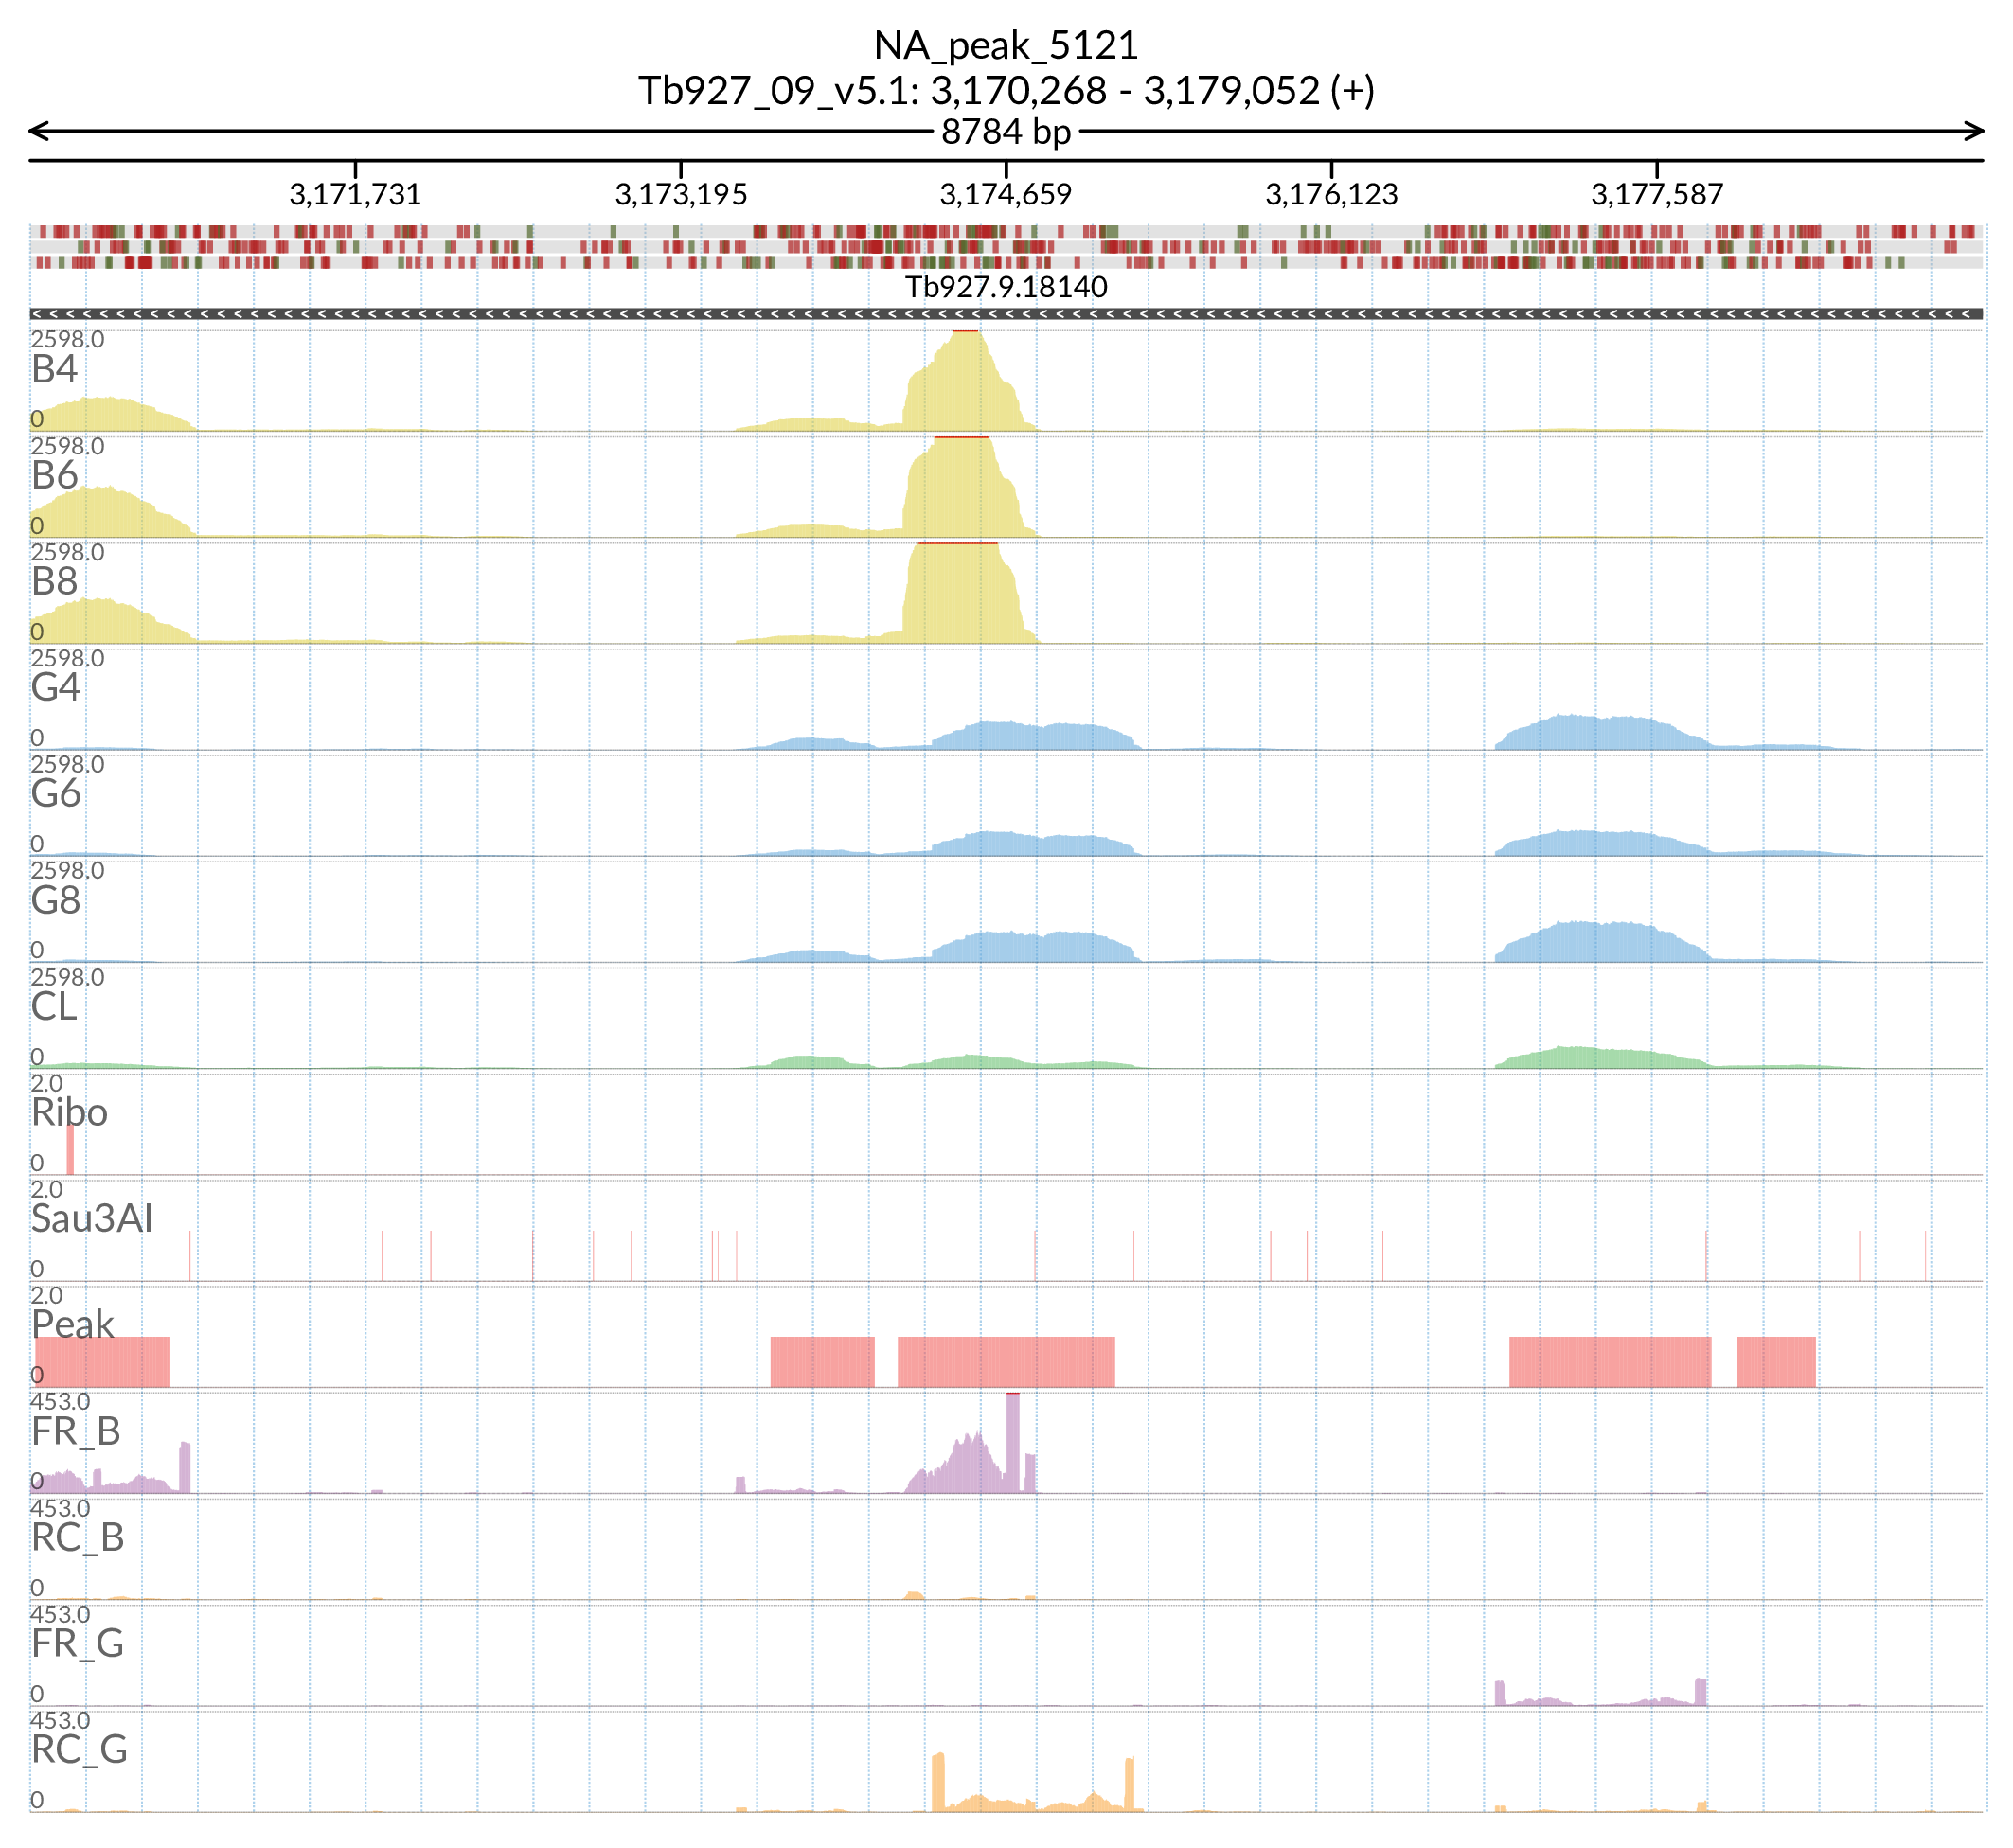 NA_peak_5121
Tb927_09_v5.1: 3,170,268 - 3,179,052 (+)
8784 bp
3,171,731 3,173,195 3,174,659 3,176,123 3,177,587
Tb927.9.18140
2598.0
B4
0
2598.0
B6
0
2598.0
B8
0
2598.0
G4
0
2598.0
G6
0
2598.0
G8
0
2598.0
CL
0
2.0
Ribo
0
2.0
Sau3AI
0
2.0
Peak
0
453.0
FR_B
0
453.0
RC_B
0
453.0
FR_G
0
453.0
RC_G
0